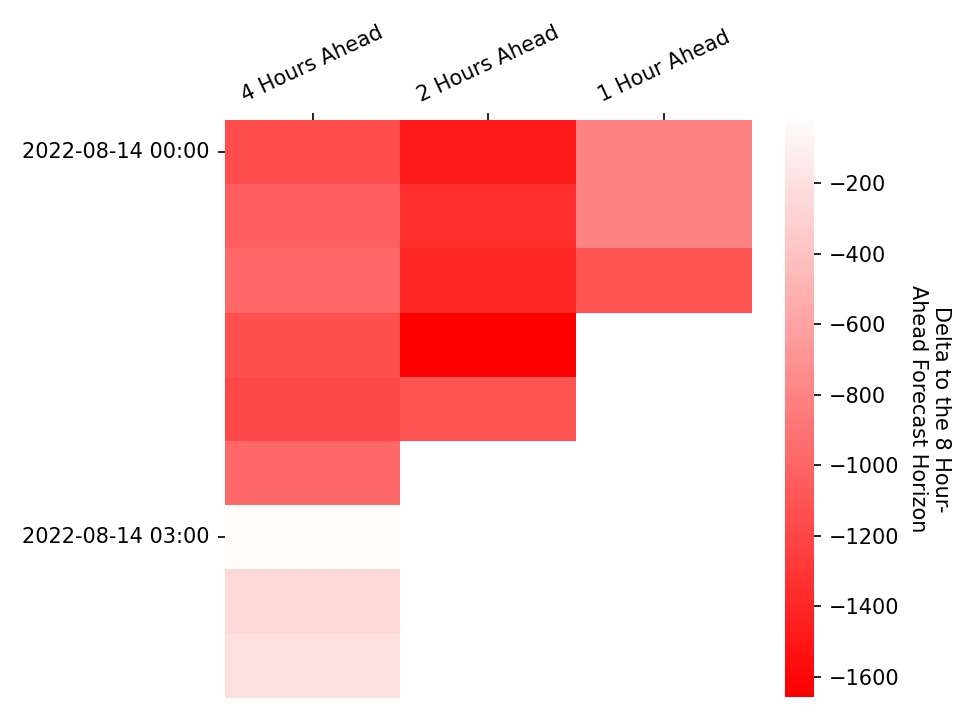 4 Hours Ahead
2 Hours Ahead
1 Hour Ahead
2022-08-14 00:00
2022-08-14 03:00
−200
−400
−600
−800
−1000
−1200
−1400
−1600
Delta to the 8 Hour-
Ahead Forecast Horizon